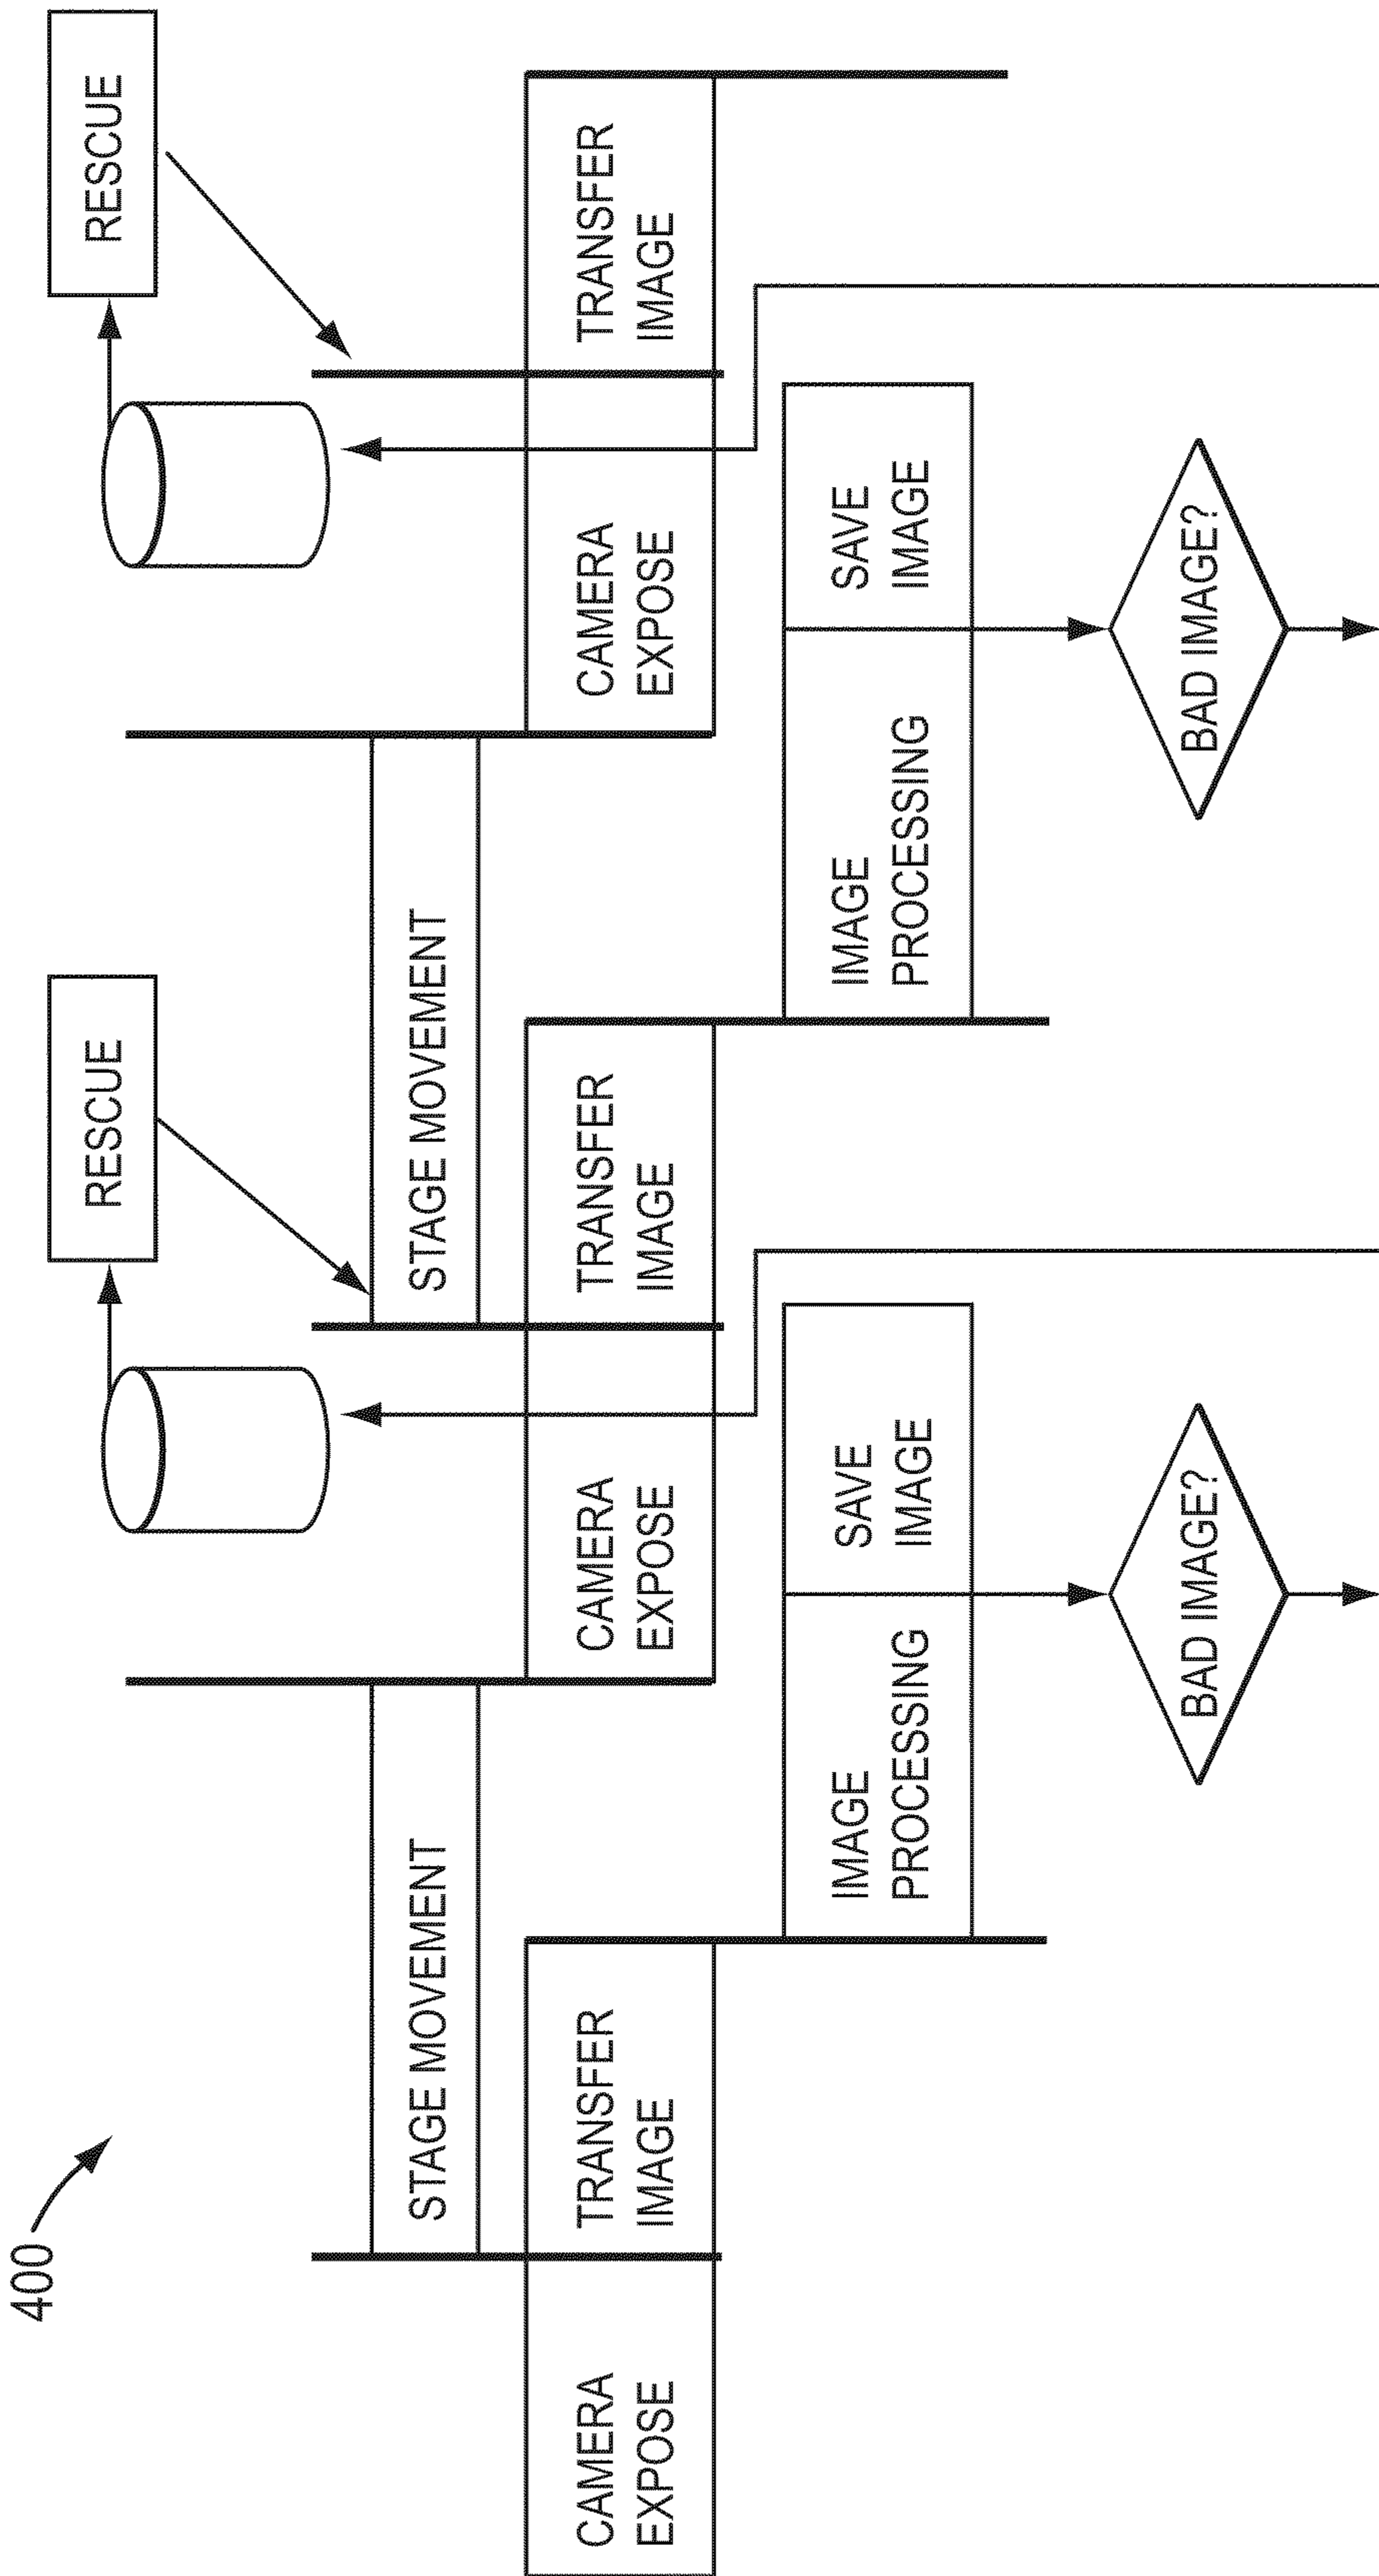 400
RESCUE
RESCUE
STAGE MOVEMENT
STAGE MOVEMENT
CAMERA
EXPOSE
TRANSFER
IMAGE
CAMERA
EXPOSE
TRANSFER
IMAGE
CAMERA
EXPOSE
TRANSFER
IMAGE
IMAGE
PROCESSING
SAVE
IMAGE
IMAGE
PROCESSING
SAVE
IMAGE
BAD IMAGE?
BAD IMAGE?